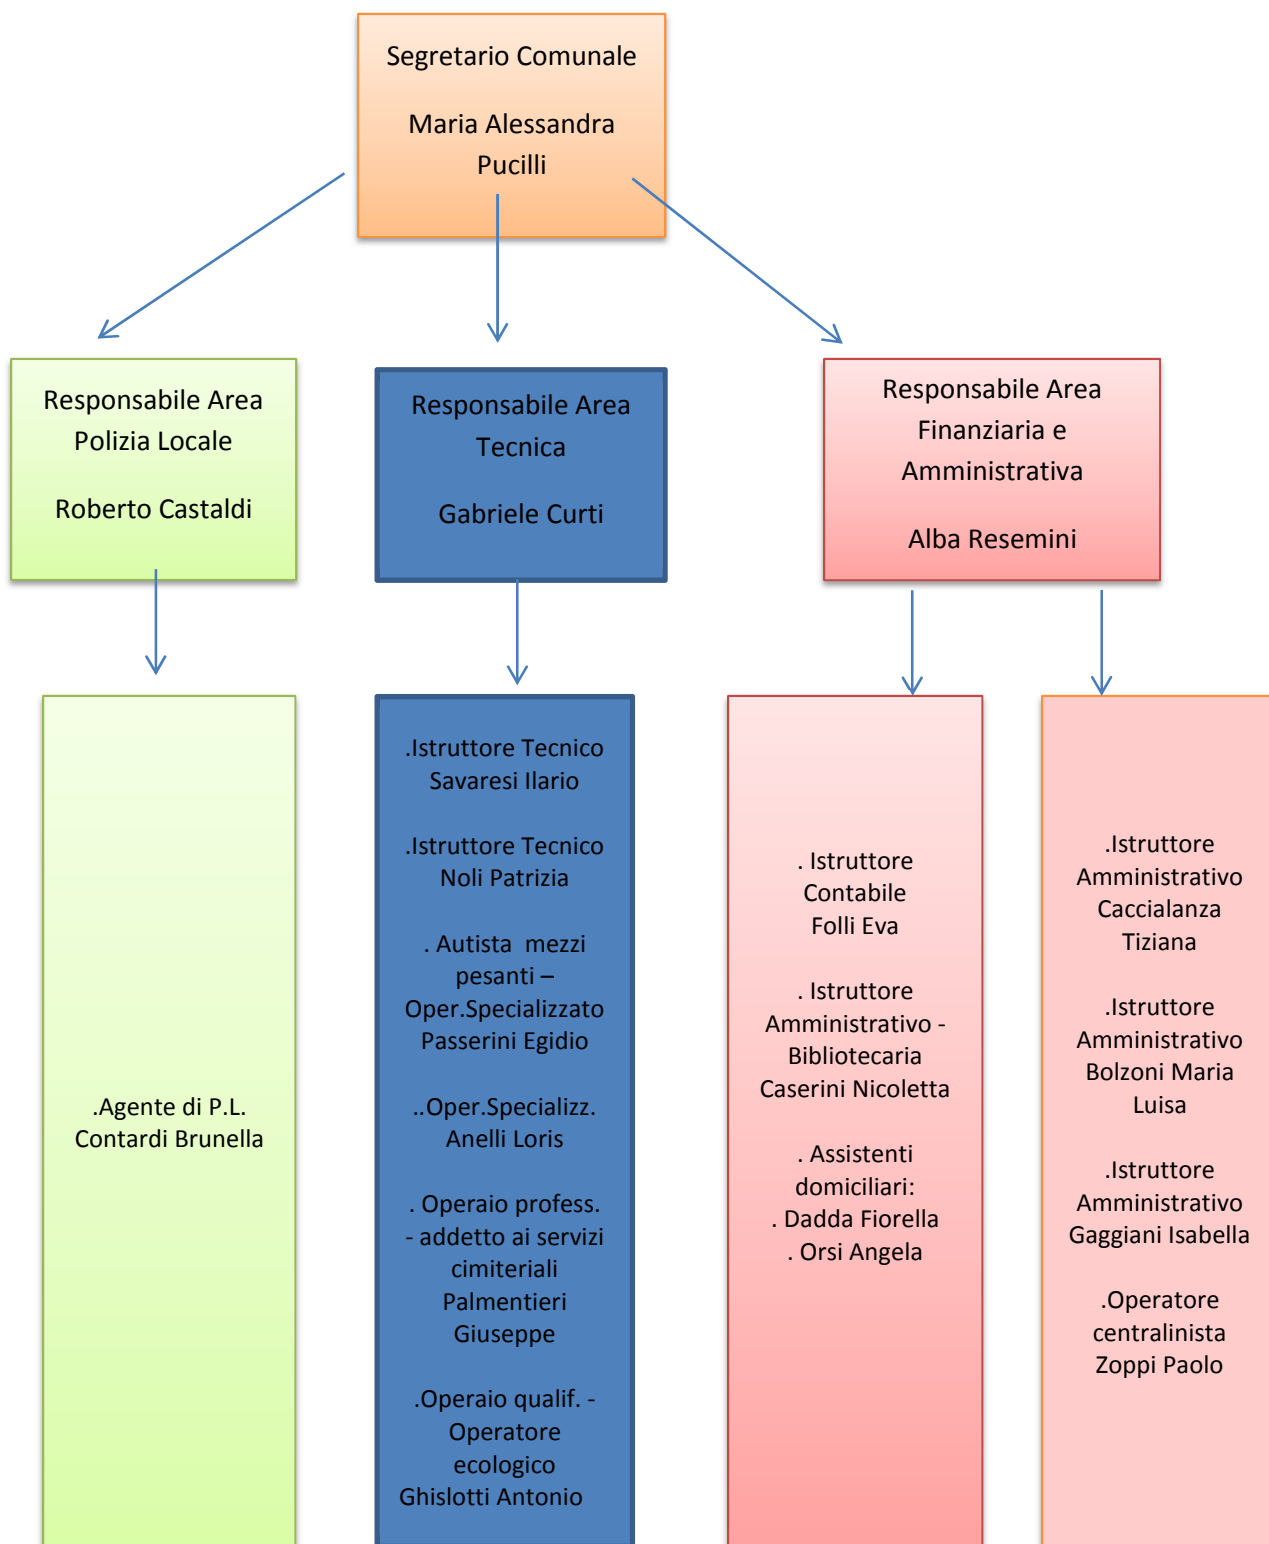 Segretario Comunale
Maria Alessandra
Pucilli
Responsabile Area
Polizia Locale
Roberto Castaldi
Responsabile Area
Tecnica
Gabriele Curti
Responsabile Area
Finanziaria e
Amministrativa
Alba Resemini
.Agente di P.L.
Contardi Brunella
.Istruttore Tecnico
Savaresi Ilario
.Istruttore Tecnico
Noli Patrizia
. Autista  mezzi
pesanti –
Oper.Specializzato
Passerini Egidio
..Oper.Specializz.
Anelli Loris
. Operaio profess.
- addetto ai servizi
cimiteriali
Palmentieri
Giuseppe
.Operaio qualif. -
Operatore
ecologico
Ghislotti Antonio
. Istruttore
Contabile
Folli Eva
. Istruttore
Amministrativo -
Bibliotecaria
Caserini Nicoletta
. Assistenti
domiciliari:
. Dadda Fiorella
. Orsi Angela
.Istruttore
Amministrativo
Caccialanza
Tiziana
.Istruttore
Amministrativo
Bolzoni Maria
Luisa
.Istruttore
Amministrativo
Gaggiani Isabella
.Operatore
centralinista
Zoppi Paolo